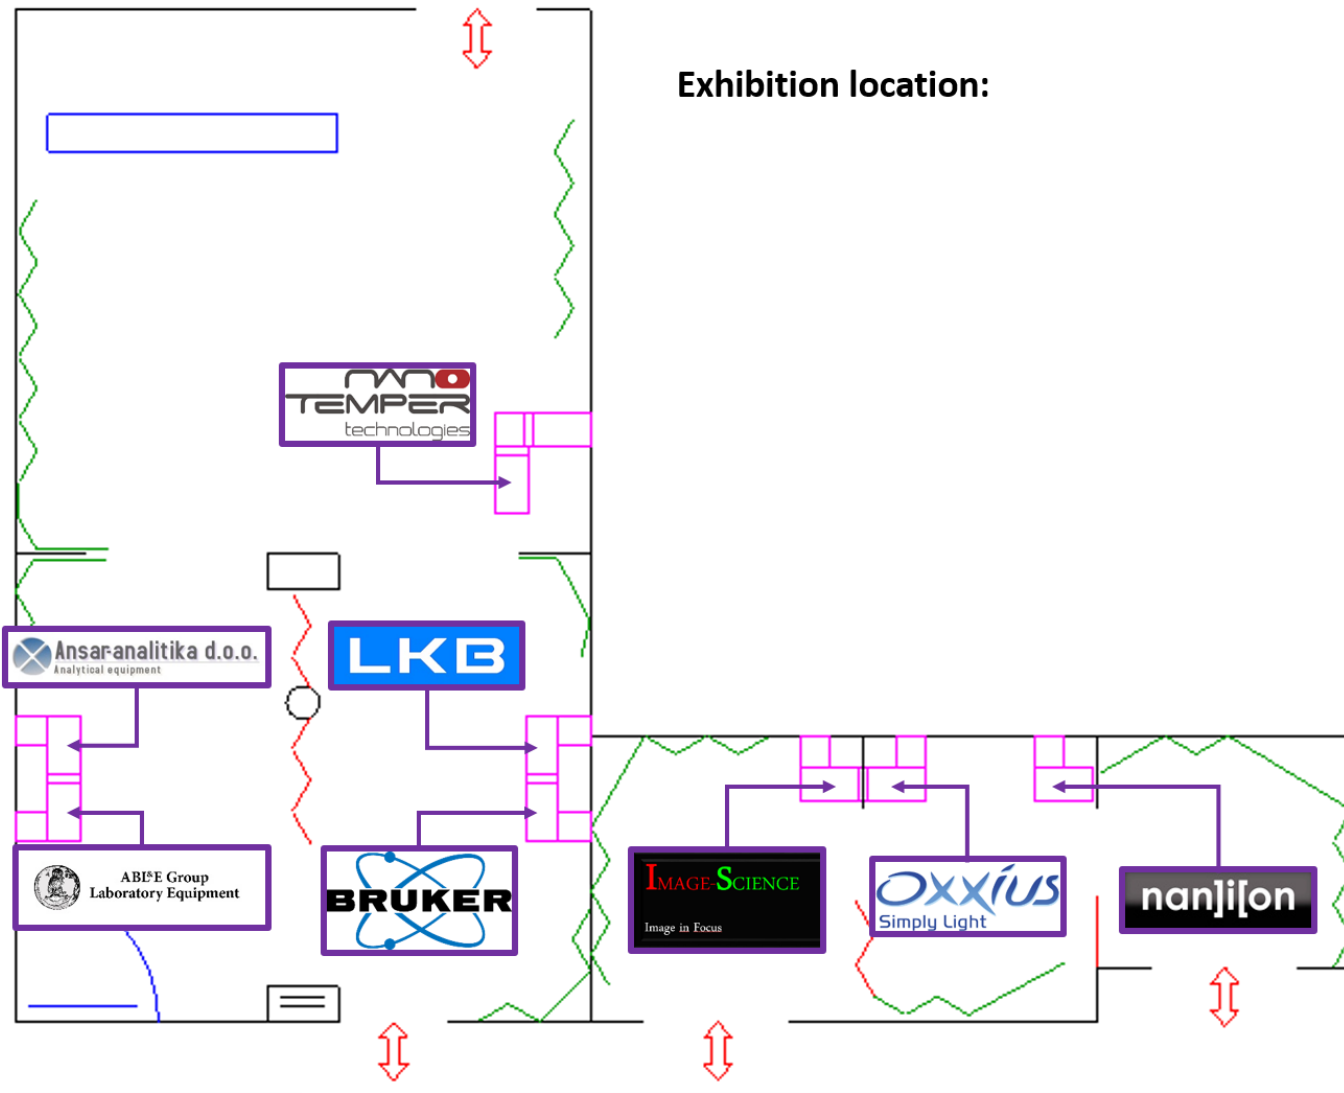 Exhibition location:
NANO
TEMPER
technologies
Ansar-analitika d.o.o.
Analytical equipment
LKB
ABL&E Group
Laboratory Equipment
BRUKER
IMAGE-SCIENCE
Image in Focus
OXXIUS
Simply Light
nan]i[on